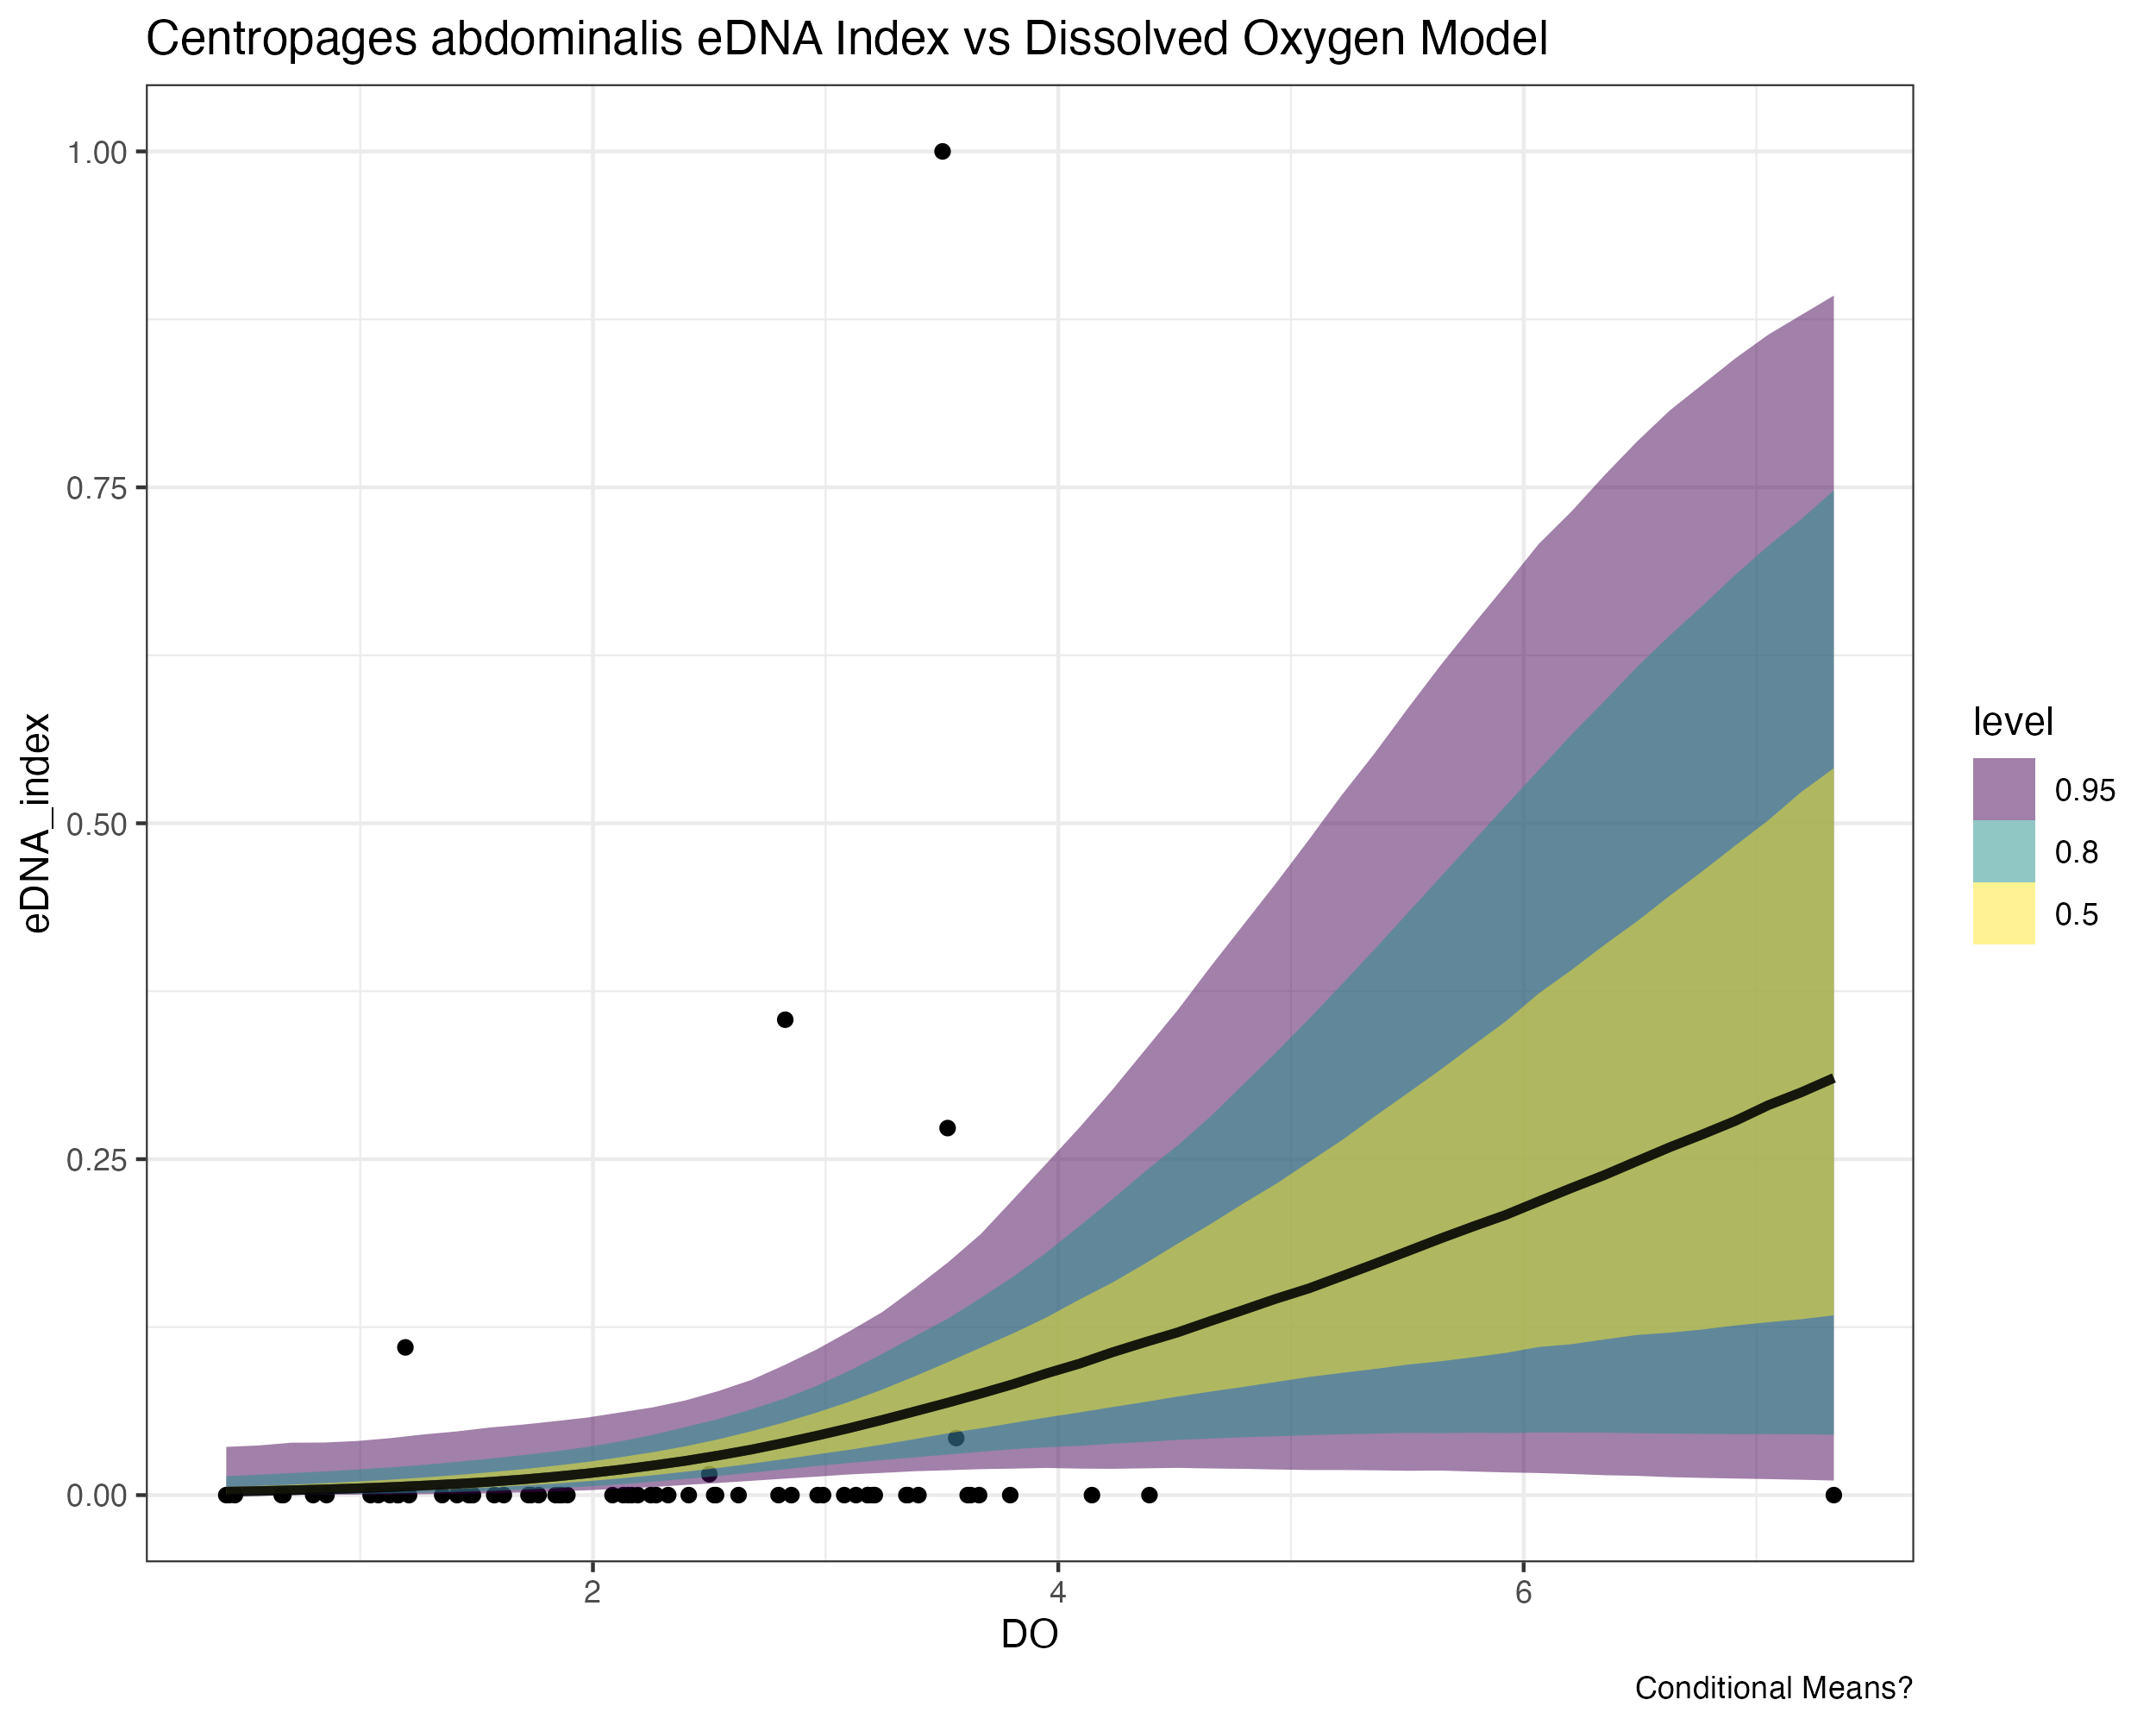 Centropages abdominalis eDNA Index vs Dissolved Oxygen Model
eDNA_index
1.00
0.75
0.50
0.25
0.00
2
4
6
DO
level
0.95
0.8
0.5
Conditional Means?